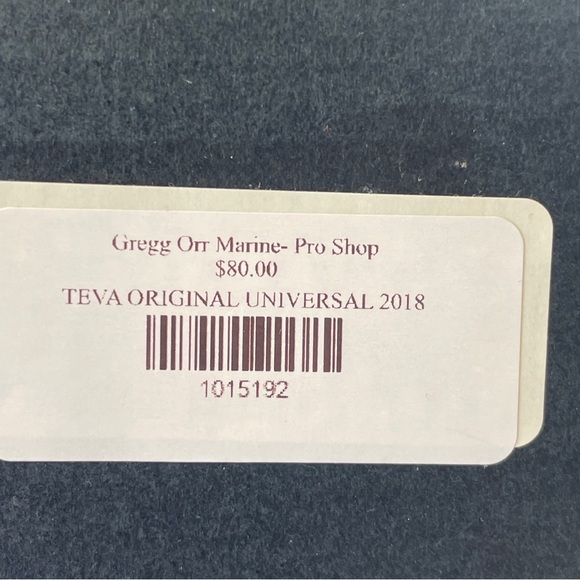 Gregg Orr Marine- Pro Shop
$80.00
TEVA ORIGINAL UNIVERSAL 2018
1015192